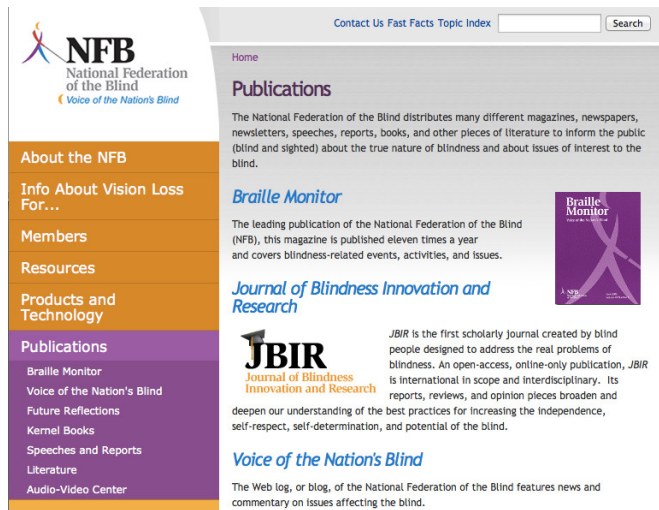 Contact Us Fast Facts Topic Index
Search
NFB
National Federation
of the Blind
Voice of the Nation's Blind
About the NFB
Info About Vision Loss
For...
Members
Resources
Products and
Technology
Publications
Braille Monitor
Voice of the Nation's Blind
Future Reflections
Kernel Books
Speeches and Reports
Literature
Audio-Video Center
Home
Publications
The National Federation of the Blind distributes many different magazines, newspapers,
newsletters, speeches, reports, books, and other pieces of literature to inform the public
(blind and sighted) about the true nature of blindness and about issues of interest to the
blind.
Braille Monitor
The leading publication of the National Federation of the Blind
(NFB), this magazine is published eleven times a year
and covers blindness-related events, activities, and issues.
Braille
Monitor
NFB
Journal of Blindness Innovation and
Research
JBIR
Journal of Blindness
Innovation and Research
JBIR is the first scholarly journal created by blind
people designed to address the real problems of
blindness. An open-access, online-only publication, JBIR
is international in scope and interdisciplinary. Its
reports, reviews, and opinion pieces broaden and
deepen our understanding of the best practices for increasing the independence,
self-respect, self-determination, and potential of the blind.
Voice of the Nation's Blind
The Web log, or blog, of the National Federation of the Blind features news and
commentary on issues affecting the blind.